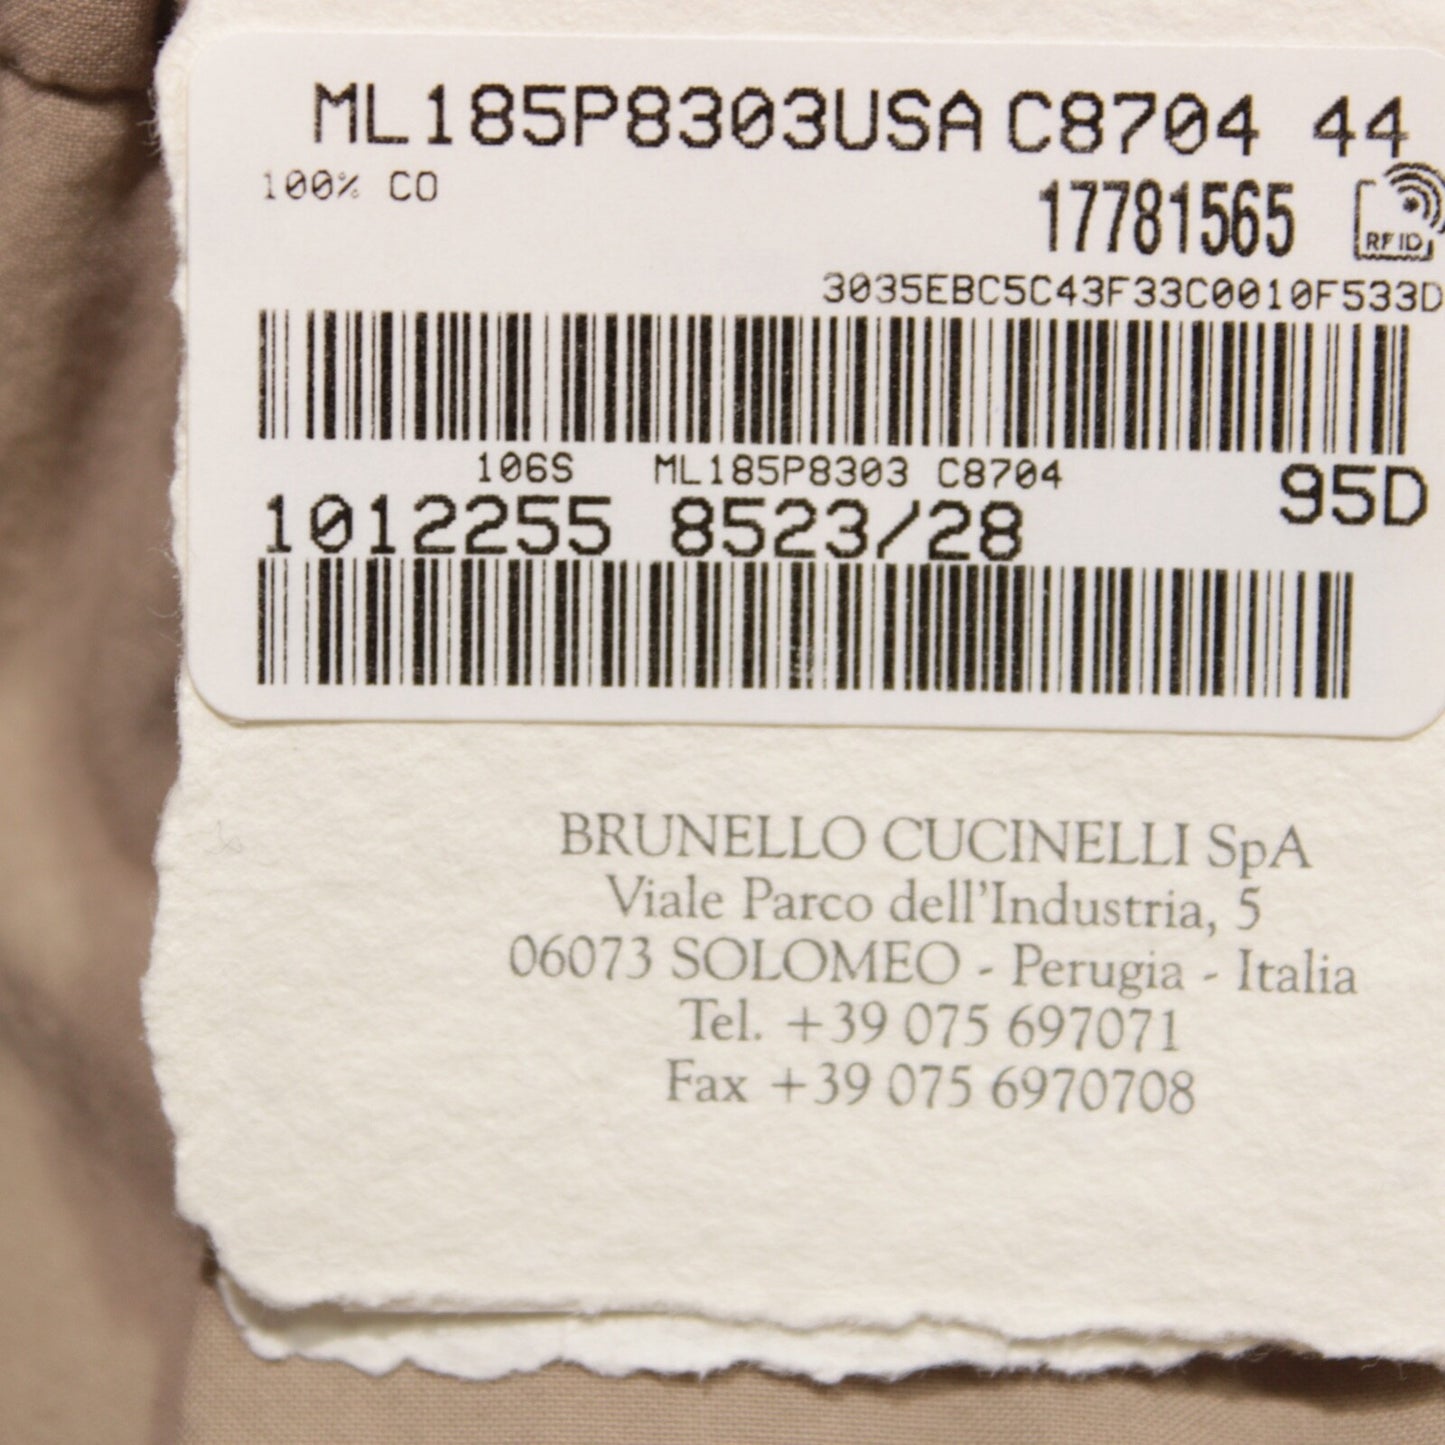 ML185P8303USA C8704 44
100% CO
17781565
RFID
3035EBC5C43F33C0010F533D
106S ML185P8303 C8704 95D
1012255 8523/28
BRUNELLO CUCINELLI SpA
Viale Parco dell'Industria, 5
06073 SOLOMEO - Perugia - Italia
Tel. +39 075 697071
Fax +39 075 6970708